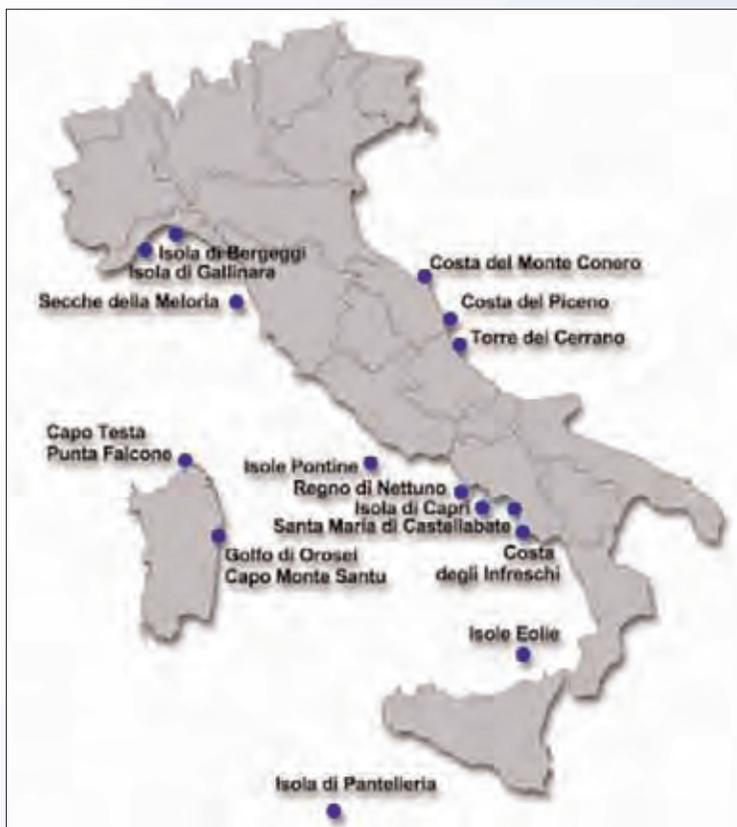 Isola di Bergeggi
Isola di Gallinara
Costa del Monte Conero
Secche della Meloria
Costa del Piceno
Torre del Cerrano
Capo Testa
Punta Falcone
Isole Pontine
Regno di Nettuno
Isola di Capri
Santa Maria di Castellabate
Costa
degli Infreschi
Golfo di Orosei
Capo Monte Santu
Isole Eolie
Isola di Pantelleria